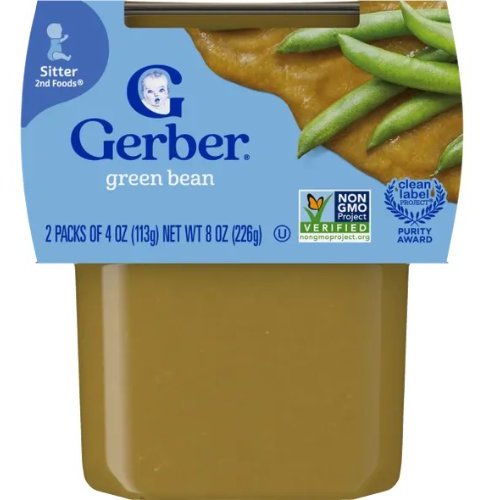 Sitter
2nd Foods®
G
Gerber®
green bean
2 PACKS OF 4 OZ (113g) NET WT 8 OZ (226g)
U
NON
GMO
Project
VERIFIED
nongmoproject.org
clean
label
PROJECT™
PURITY
AWARD